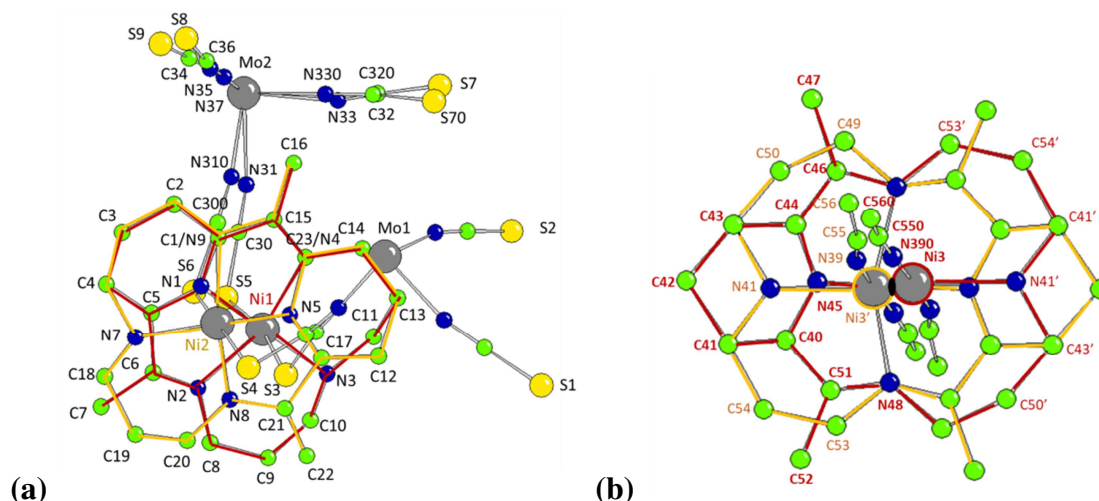 S8
S9
C36
Mo2
C34
N35
N37
N330
C320
S7
N33
C32
S70
N310
C16
C2
N31
C300
C15
Mo1
C3
C23/N4
C14
S2
C1/N9
C30
S6
N1
S5
C4
Ni1
N5
C11
C13
C5
Ni2
N7
C17
C12
C6
S4
S3
S1
C18
N2
N3
N8
C7
C21
C10
C19
C20
C8
C9
C22
(a)
C47
C49
C53'
C54'
C50
C46
C56
C560
C43
C44
C550
C41'
C55
N390
N39
Ni3
C42
N41
N45
N41'
Ni3'
C40
C41
C43'
C51
N48
C50'
C54
C53
C52
(b)